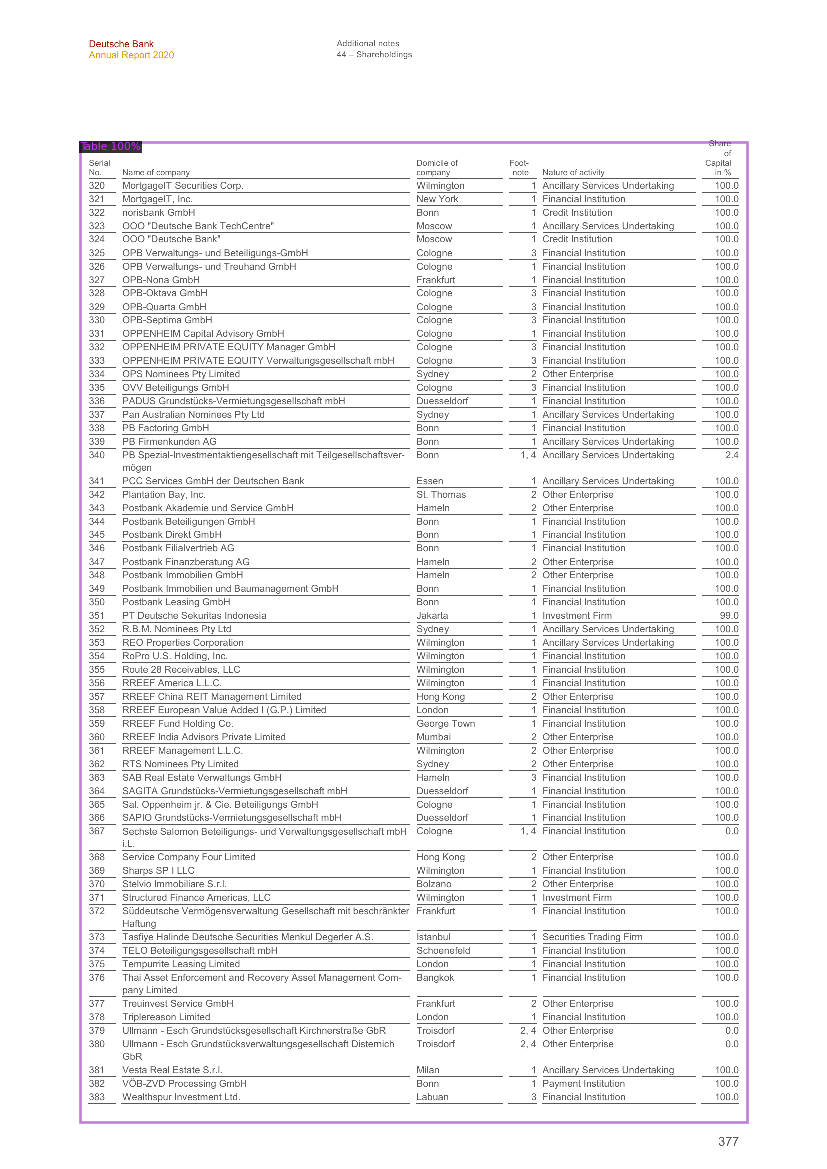 Deutsche Bank
Annual Report 2020
Additional notes
44 – Shareholdings
Table 100%
Serial No. Name of company Domicile of company Foot-note Nature of activity Share of Capital in %
320 MortgageIT Securities Corp. Wilmington 1 Ancillary Services Undertaking 100.0
321 MortgageIT, Inc. New York 1 Financial Institution 100.0
322 norisbank GmbH Bonn 1 Credit Institution 100.0
323 OOO "Deutsche Bank TechCentre" Moscow 1 Ancillary Services Undertaking 100.0
324 OOO "Deutsche Bank" Moscow 1 Credit Institution 100.0
325 OPB Verwaltungs- und Beteiligungs-GmbH Cologne 3 Financial Institution 100.0
326 OPB Verwaltungs- und Treuhand GmbH Cologne 1 Financial Institution 100.0
327 OPB-Nona GmbH Frankfurt 1 Financial Institution 100.0
328 OPB-Oktava GmbH Cologne 3 Financial Institution 100.0
329 OPB-Quarta GmbH Cologne 3 Financial Institution 100.0
330 OPB-Septima GmbH Cologne 3 Financial Institution 100.0
331 OPPENHEIM Capital Advisory GmbH Cologne 1 Financial Institution 100.0
332 OPPENHEIM PRIVATE EQUITY Manager GmbH Cologne 3 Financial Institution 100.0
333 OPPENHEIM PRIVATE EQUITY Verwaltungsgesellschaft mbH Cologne 3 Financial Institution 100.0
334 OPS Nominees Pty Limited Sydney 2 Other Enterprise 100.0
335 OVV Beteiligungs GmbH Cologne 3 Financial Institution 100.0
336 PADUS Grundstücks-Vermietungsgesellschaft mbH Duesseldorf 1 Financial Institution 100.0
337 Pan Australian Nominees Pty Ltd Sydney 1 Ancillary Services Undertaking 100.0
338 PB Factoring GmbH Bonn 1 Financial Institution 100.0
339 PB Firmenkunden AG Bonn 1 Ancillary Services Undertaking 100.0
340 PB Spezial-Investmentaktiengesellschaft mit Teilgesellschaftsver- Bonn 1, 4 Ancillary Services Undertaking 2.4
mögen
341 PCC Services GmbH der Deutschen Bank Essen 1 Ancillary Services Undertaking 100.0
342 Plantation Bay, Inc. St. Thomas 2 Other Enterprise 100.0
343 Postbank Akademie und Service GmbH Hameln 2 Other Enterprise 100.0
344 Postbank Beteiligungen GmbH Bonn 1 Financial Institution 100.0
345 Postbank Direkt GmbH Bonn 1 Financial Institution 100.0
346 Postbank Filialvertrieb AG Bonn 1 Financial Institution 100.0
347 Postbank Finanzberatung AG Hameln 2 Other Enterprise 100.0
348 Postbank Immobilien GmbH Hameln 2 Other Enterprise 100.0
349 Postbank Immobilien und Baumanagement GmbH Bonn 1 Financial Institution 100.0
350 Postbank Leasing GmbH Bonn 1 Financial Institution 100.0
351 PT Deutsche Sekuritas Indonesia Jakarta 1 Investment Firm 99.0
352 R.B.M. Nominees Pty Ltd Sydney 1 Ancillary Services Undertaking 100.0
353 REO Properties Corporation Wilmington 1 Ancillary Services Undertaking 100.0
354 RoPro U.S. Holding, Inc. Wilmington 1 Financial Institution 100.0
355 Route 28 Receivables, LLC Wilmington 1 Financial Institution 100.0
356 RREEF America L.L.C. Wilmington 1 Financial Institution 100.0
357 RREEF China REIT Management Limited Hong Kong 2 Other Enterprise 100.0
358 RREEF European Value Added I (G.P.) Limited London 1 Financial Institution 100.0
359 RREEF Fund Holding Co. George Town 1 Financial Institution 100.0
360 RREEF India Advisors Private Limited Mumbai 2 Other Enterprise 100.0
361 RREEF Management L.L.C. Wilmington 2 Other Enterprise 100.0
362 RTS Nominees Pty Limited Sydney 2 Other Enterprise 100.0
363 SAB Real Estate Verwaltungs GmbH Hameln 3 Financial Institution 100.0
364 SAGITA Grundstücks-Vermietungsgesellschaft mbH Duesseldorf 1 Financial Institution 100.0
365 Sal. Oppenheim jr. & Cie. Beteiligungs GmbH Cologne 1 Financial Institution 100.0
366 SAPIO Grundstücks-Vermietungsgesellschaft mbH Duesseldorf 1 Financial Institution 100.0
367 Sechste Salomon Beteiligungs- und Verwaltungsgesellschaft mbH Cologne 1, 4 Financial Institution 0.0
i.L.
368 Service Company Four Limited Hong Kong 2 Other Enterprise 100.0
369 Sharps SP I LLC Wilmington 1 Financial Institution 100.0
370 Stelvio Immobiliare S.r.l. Bolzano 2 Other Enterprise 100.0
371 Structured Finance Americas, LLC Wilmington 1 Investment Firm 100.0
372 Süddeutsche Vermögensverwaltung Gesellschaft mit beschränkter Frankfurt 1 Financial Institution 100.0
Haftung
373 Tasfiye Halinde Deutsche Securities Menkul Degerler A.S. Istanbul 1 Securities Trading Firm 100.0
374 TELO Beteiligungsgesellschaft mbH Schoenefeld 1 Financial Institution 100.0
375 Tempurrite Leasing Limited London 1 Financial Institution 100.0
376 Thai Asset Enforcement and Recovery Asset Management Com- Bangkok 1 Financial Institution 100.0
pany Limited
377 Treuinvest Service GmbH Frankfurt 2 Other Enterprise 100.0
378 Triplereason Limited London 1 Financial Institution 100.0
379 Ullmann - Esch Grundstücksgesellschaft Kirchnerstraße GbR Troisdorf 2, 4 Other Enterprise 0.0
380 Ullmann - Esch Grundstücksverwaltungsgesellschaft Disternich Troisdorf 2, 4 Other Enterprise 0.0
GbR
381 Vesta Real Estate S.r.l. Milan 1 Ancillary Services Undertaking 100.0
382 VÖB-ZVD Processing GmbH Bonn 1 Payment Institution 100.0
383 Wealthspur Investment Ltd. Labuan 3 Financial Institution 100.0
377